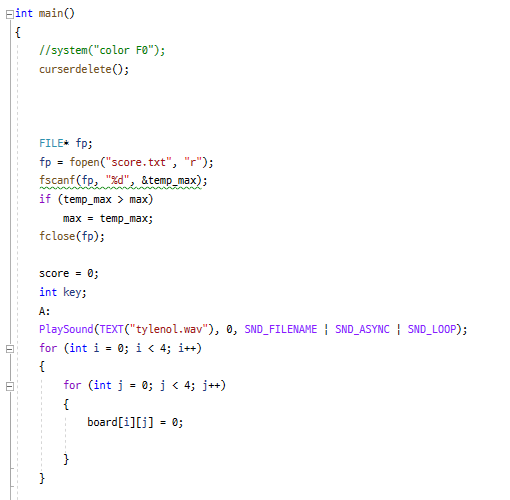 int main()
{
//system("color F0");
curserdelete();
FILE* fp;
fp = fopen("score.txt", "r");
fscanf(fp, "%d", &temp_max);
if (temp_max > max)
max = temp_max;
fclose(fp);
score = 0;
int key;
A:
PlaySound(TEXT("tylenol.wav"), 0, SND_FILENAME | SND_ASYNC | SND_LOOP);
for (int i = 0; i < 4; i++)
{
for (int j = 0; j < 4; j++)
{
board[i][j] = 0;
}
}